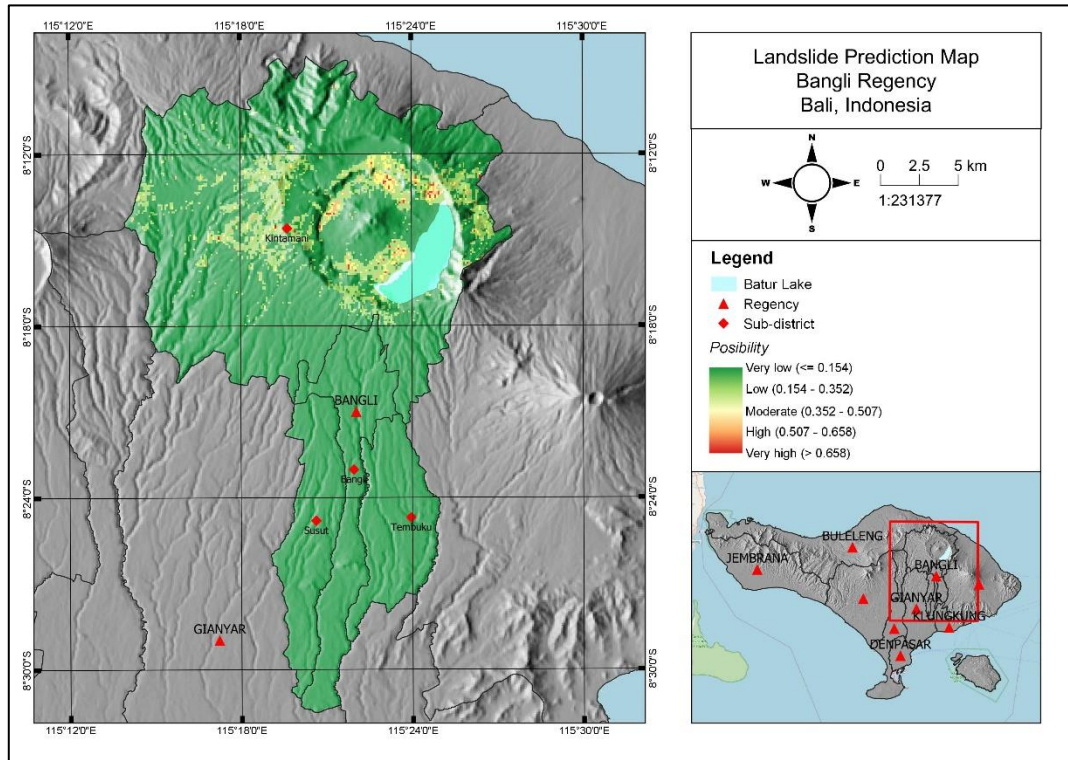 115°12'0"E
115°18'0"E
115°24'0"E
115°30'0"E
8°12'0"S
8°12'0"S
Kintamani
8°18'0"S
8°18'0"S
BANGLI
Bangli
8°24'0"S
8°24'0"S
Susut
Tembuku
GIANYAR
8°30'0"S
8°30'0"S
115°12'0"E
115°18'0"E
115°24'0"E
115°30'0"E
Landslide Prediction Map
Bangli Regency
Bali, Indonesia
N
W
E
S
0 2.5 5 km
1:231377
Legend
Batur Lake
Regency
Sub-district
Posibility
Very low (<= 0.154)
Low (0.154 - 0.352)
Moderate (0.352 - 0.507)
High (0.507 - 0.658)
Very high (> 0.658)
BULELENG
JEMBRANA
BANGLI
GIANYAR
KLUNGKUNG
DENPASAR